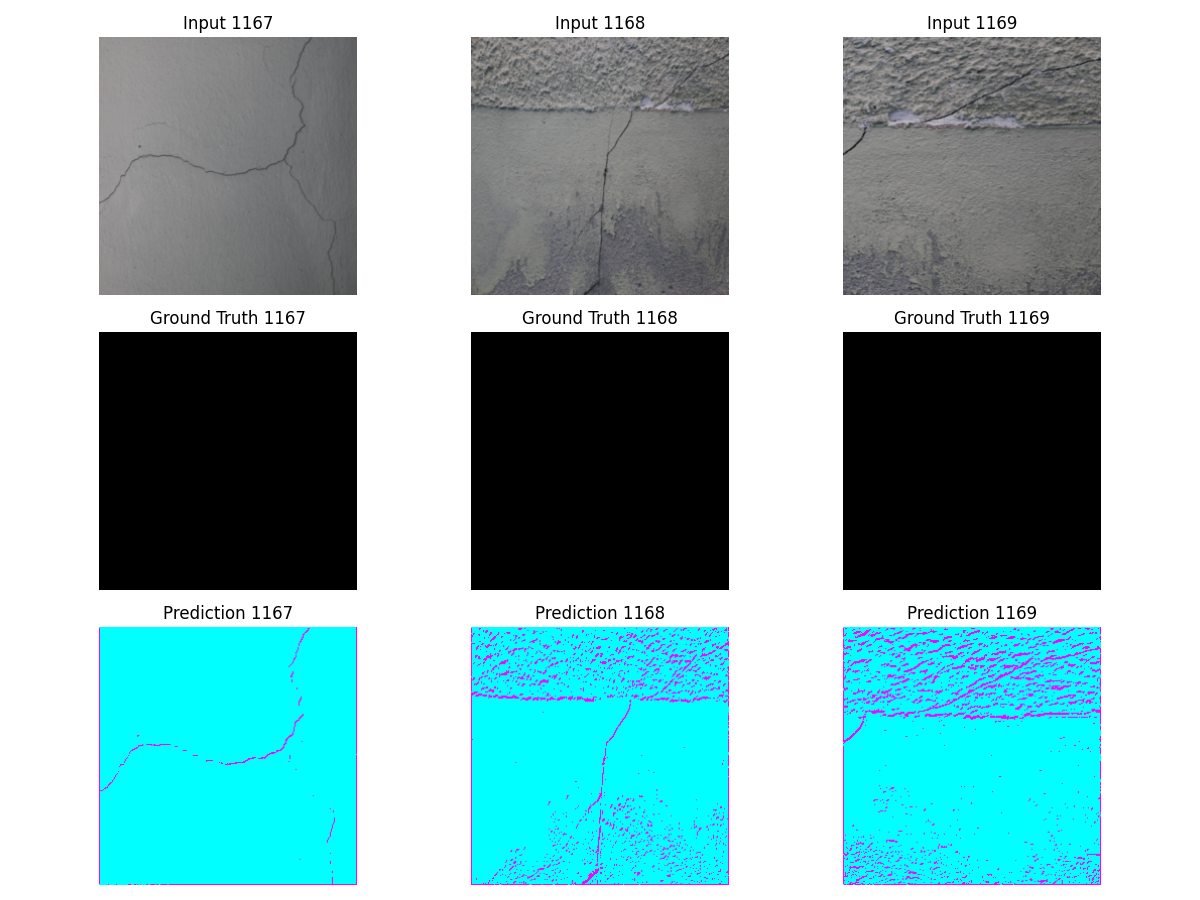 Input 1167
Input 1168
Input 1169
Ground Truth 1167
Ground Truth 1168
Ground Truth 1169
Prediction 1167
Prediction 1168
Prediction 1169